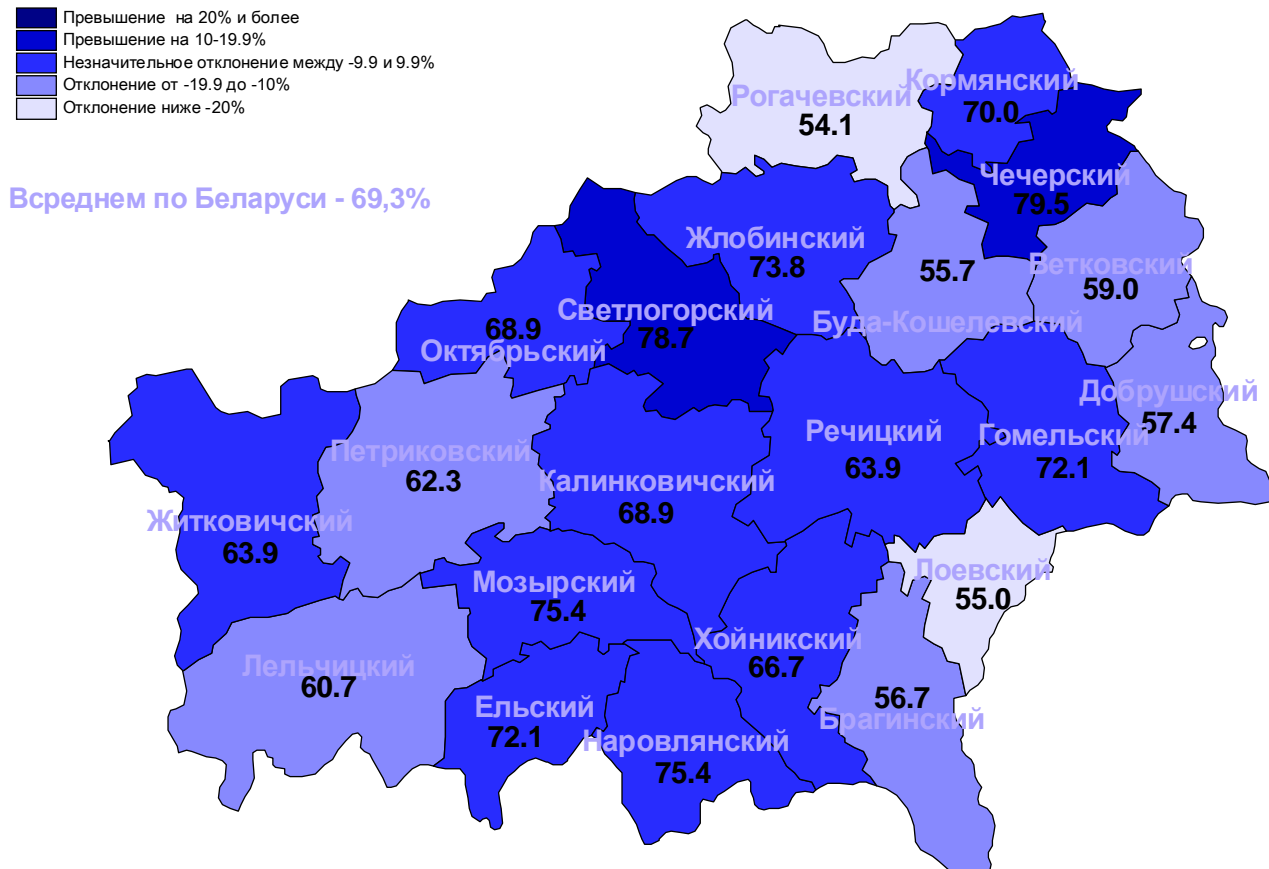 Превышение на 20% и более
Превышение на 10-19.9%
Незначительное отклонение между -9.9 и 9.9%
Отклонение от -19.9 до -10%
Отклонение ниже -20%
Всреднем по Беларуси - 69,3%
Рогачевский
54.1
Кормянский
70.0
Чечерский
79.5
Жлобинский
73.8
55.7
Буда-Кошелевский
Ветковский
59.0
Светлогорский
78.7
68.9
Октябрьский
Добрушский
57.4
Петриковский
62.3
Калинковичский
68.9
Речицкий
63.9
Гомельский
72.1
Житковичский
63.9
Мозырский
75.4
Лоевский
55.0
Хойникский
66.7
Лельчицкий
60.7
56.7
Брагинский
Ельский
72.1
Наровлянский
75.4